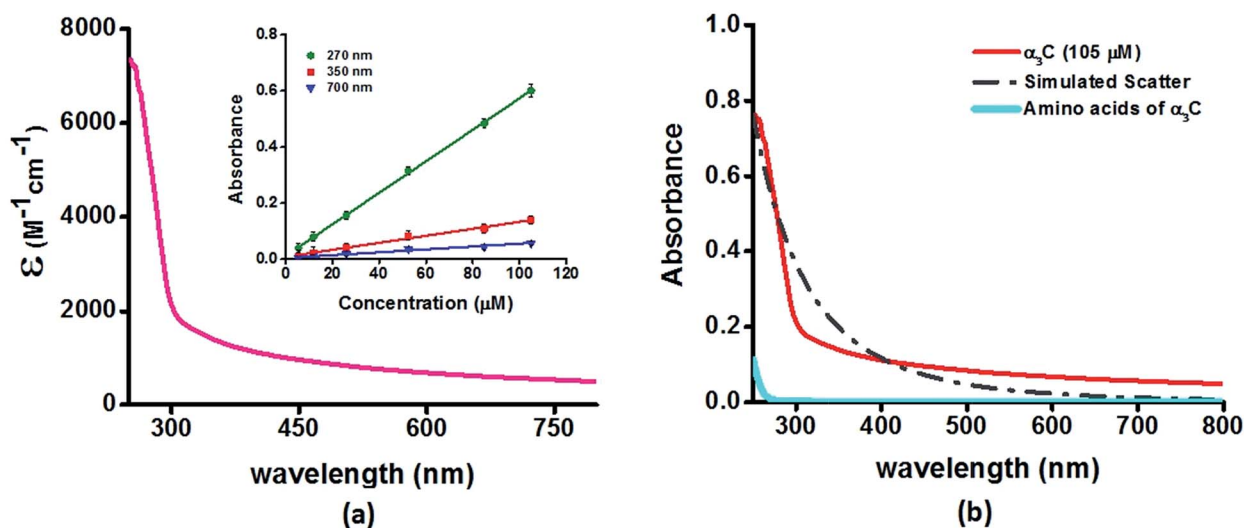 8000
6000
4000
2000
0
ε (M⁻¹cm⁻¹)
300 450 600 750
wavelength (nm)
(a)
0.8
0.6
0.4
0.2
0.0
Absorbance
270 nm
350 nm
700 nm
0 20 40 60 80 100 120
Concentration (μM)
1.0
0.8
0.6
0.4
0.2
0.0
Absorbance
α₃C (105 μM)
Simulated Scatter
Amino acids of α₃C
300 400 500 600 700 800
wavelength (nm)
(b)